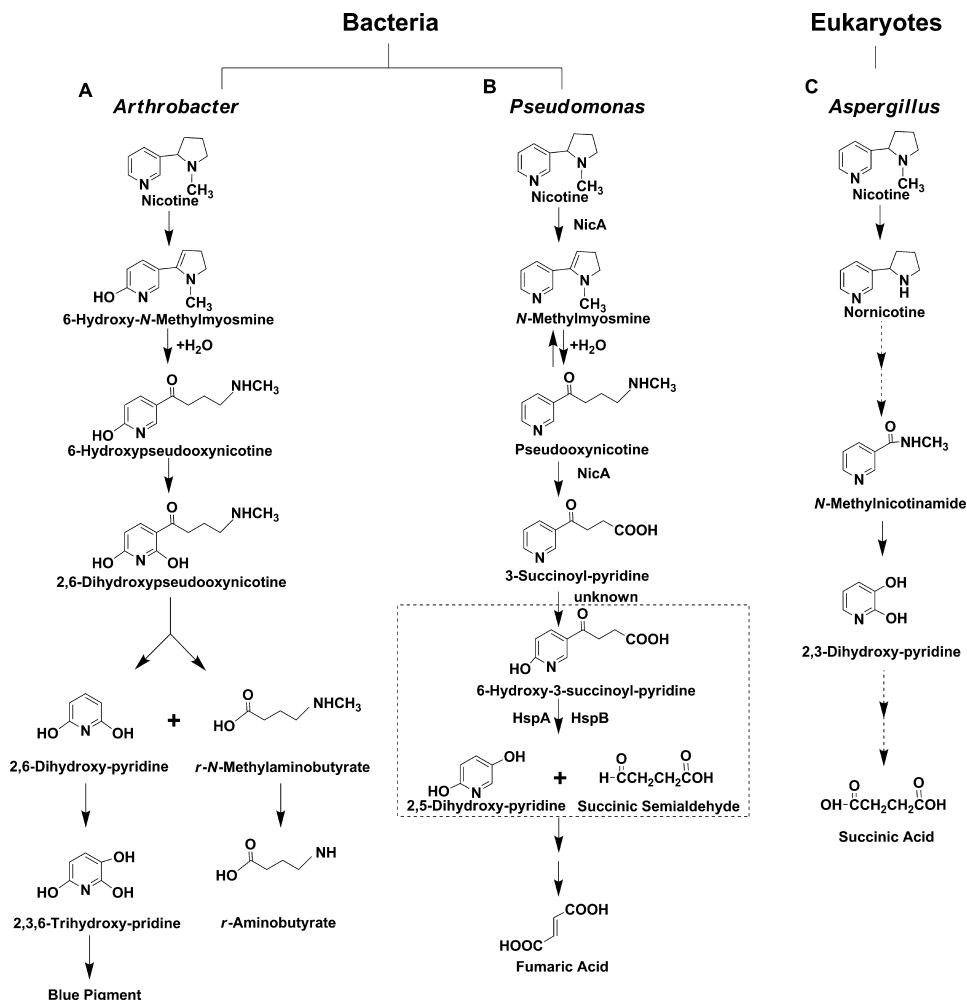 Bacteria
Eukaryotes
A
Arthrobacter
B
Pseudomonas
C
Aspergillus
N
N
CH3
Nicotine
HO
N
N
CH3
6-Hydroxy-N-Methylmyosmine
+H2O
O
NHCH3
HO
N
6-Hydroxypseudooxynicotine
O
NHCH3
HO
N
OH
2,6-Dihydroxypseudooxynicotine
HO
N
OH
2,6-Dihydroxy-pyridine
+
O
HO
NHCH3
r-N-Methylaminobutyrate
OH
HO
N
OH
2,3,6-Trihydroxy-pridine
O
HO
NH
r-Aminobutyrate
Blue Pigment
N
N
CH3
Nicotine
NicA
N
N
CH3
N-Methylmyosmine
+H2O
O
NHCH3
N
Pseudooxynicotine
NicA
O
COOH
N
3-Succinoyl-pyridine
unknown
O
COOH
HO
N
6-Hydroxy-3-succinoyl-pyridine
HspA HspB
OH
HO
N
2,5-Dihydroxy-pyridine
+
O O
H-CCH2CH2COH
Succinic Semialdehyde
COOH
HOOC
Fumaric Acid
N
N
CH3
Nicotine
N
N
H
Nornicotine
O
NHCH3
N
N-Methylnicotinamide
OH
N
OH
2,3-Dihydroxy-pyridine
O O
OH-CCH2CH2COH
Succinic Acid